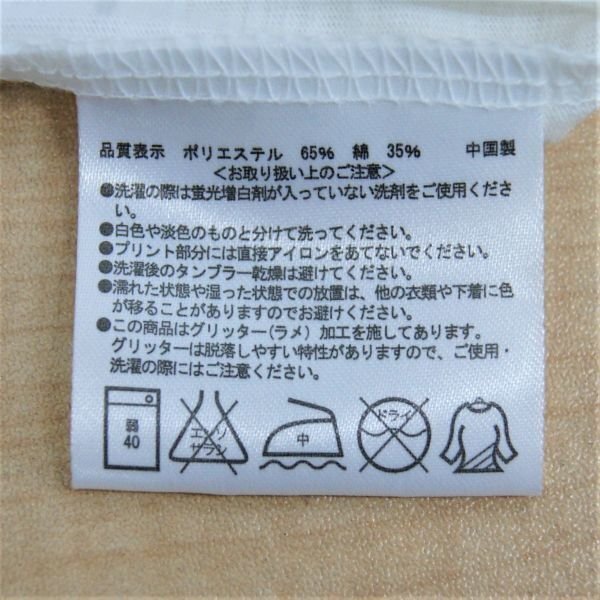 品質表示 ポリエステル 65% 綿 35% 中国製
<お取り扱い上のご注意>
●洗濯の際は蛍光増白剤が入っていない洗剤をご使用くださ
い。
●白色や淡色のものと分けて洗ってください。
●プリント部分には直接アイロンをあてないでください。
●洗濯後のタンブラー乾燥は避けてください。
●濡れた状態や湿った状態での放置は、他の衣類や下着に色
が移ることがありますのでお避けください。
●この商品はグリッター(ラメ)加工を施してあります。
グリッターは脱落しやすい特性がありますので、ご使用・
洗濯の際にはご注意ください。
弱
40
エンソ
サラシ
中
ドライ